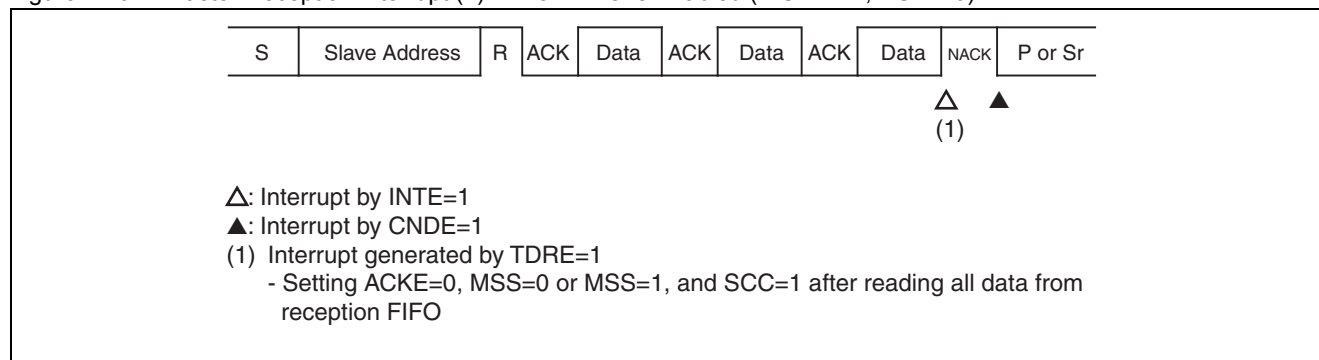 S Slave Address R ACK Data ACK Data ACK Data NACK P or Sr
△ ▲
(1)
△: Interrupt by INTE=1
▲: Interrupt by CNDE=1
(1) Interrupt generated by TDRE=1
- Setting ACKE=0, MSS=0 or MSS=1, and SCC=1 after reading all data from
reception FIFO